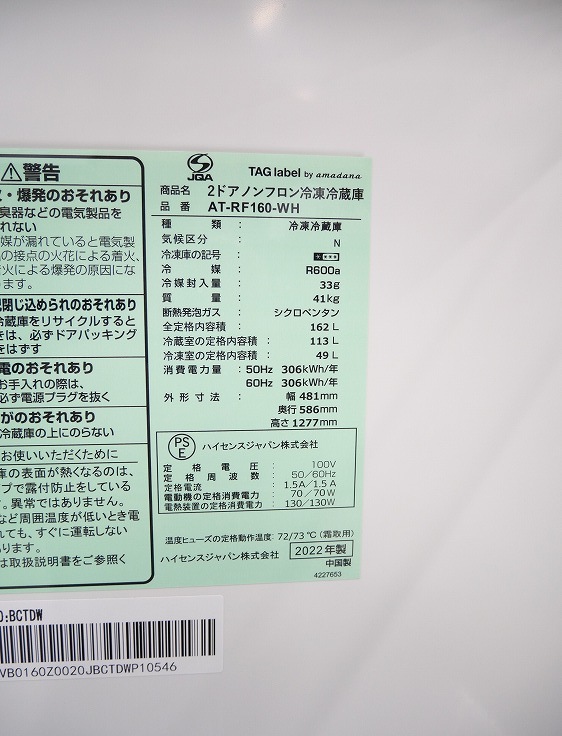 ⚠警告
・爆発のおそれあり
臭器などの電気製品を
れない
媒が漏れていると電気製
の接点の火花による着火、
火による爆発の原因にな
ます。
閉じ込められのおそれあり
冷蔵庫をリサイクルすると
は、必ずドアパッキング
はずす
電のおそれあり
お手入れの際は、
必ず電源プラグを抜く
がのおそれあり
冷蔵庫の上にのらない
お使いいただくために
庫の表面が熱くなるのは、
プで露付防止をしている
。異常ではありません。
など周囲温度が低いとき電
れても、すぐに運転しない
あります。
は取扱説明書をご参照く
JQA
TAG label by amadana
商品名 2ドアノンフロン冷凍冷蔵庫
品番 AT-RF160-WH
種類: 冷凍冷蔵庫
気候区分: N
冷凍庫の記号: ****
冷媒: R600a
冷媒封入量: 33g
質量: 41kg
断熱発泡ガス: シクロペンタン
全定格内容積: 162 L
冷蔵室の定格内容積: 113 L
冷凍室の定格内容積: 49 L
消費電力量: 50Hz 306kWh/年
60Hz 306kWh/年
外形寸法: 幅 481mm
奥行 586mm
高さ 1277mm
PSE ハイセンスジャパン株式会社
定格電圧: 100V
定格周波数: 50/60Hz
定格電流: 1.5A/1.5A
電動機の定格消費電力: 70/70W
電熱装置の定格消費電力: 130/130W
温度ヒューズの定格動作温度: 72/73℃(霜取用)
ハイセンスジャパン株式会社 2022年製
中国製
4227653
O:BCTDW
VB0160Z0020JBCTDWP10546